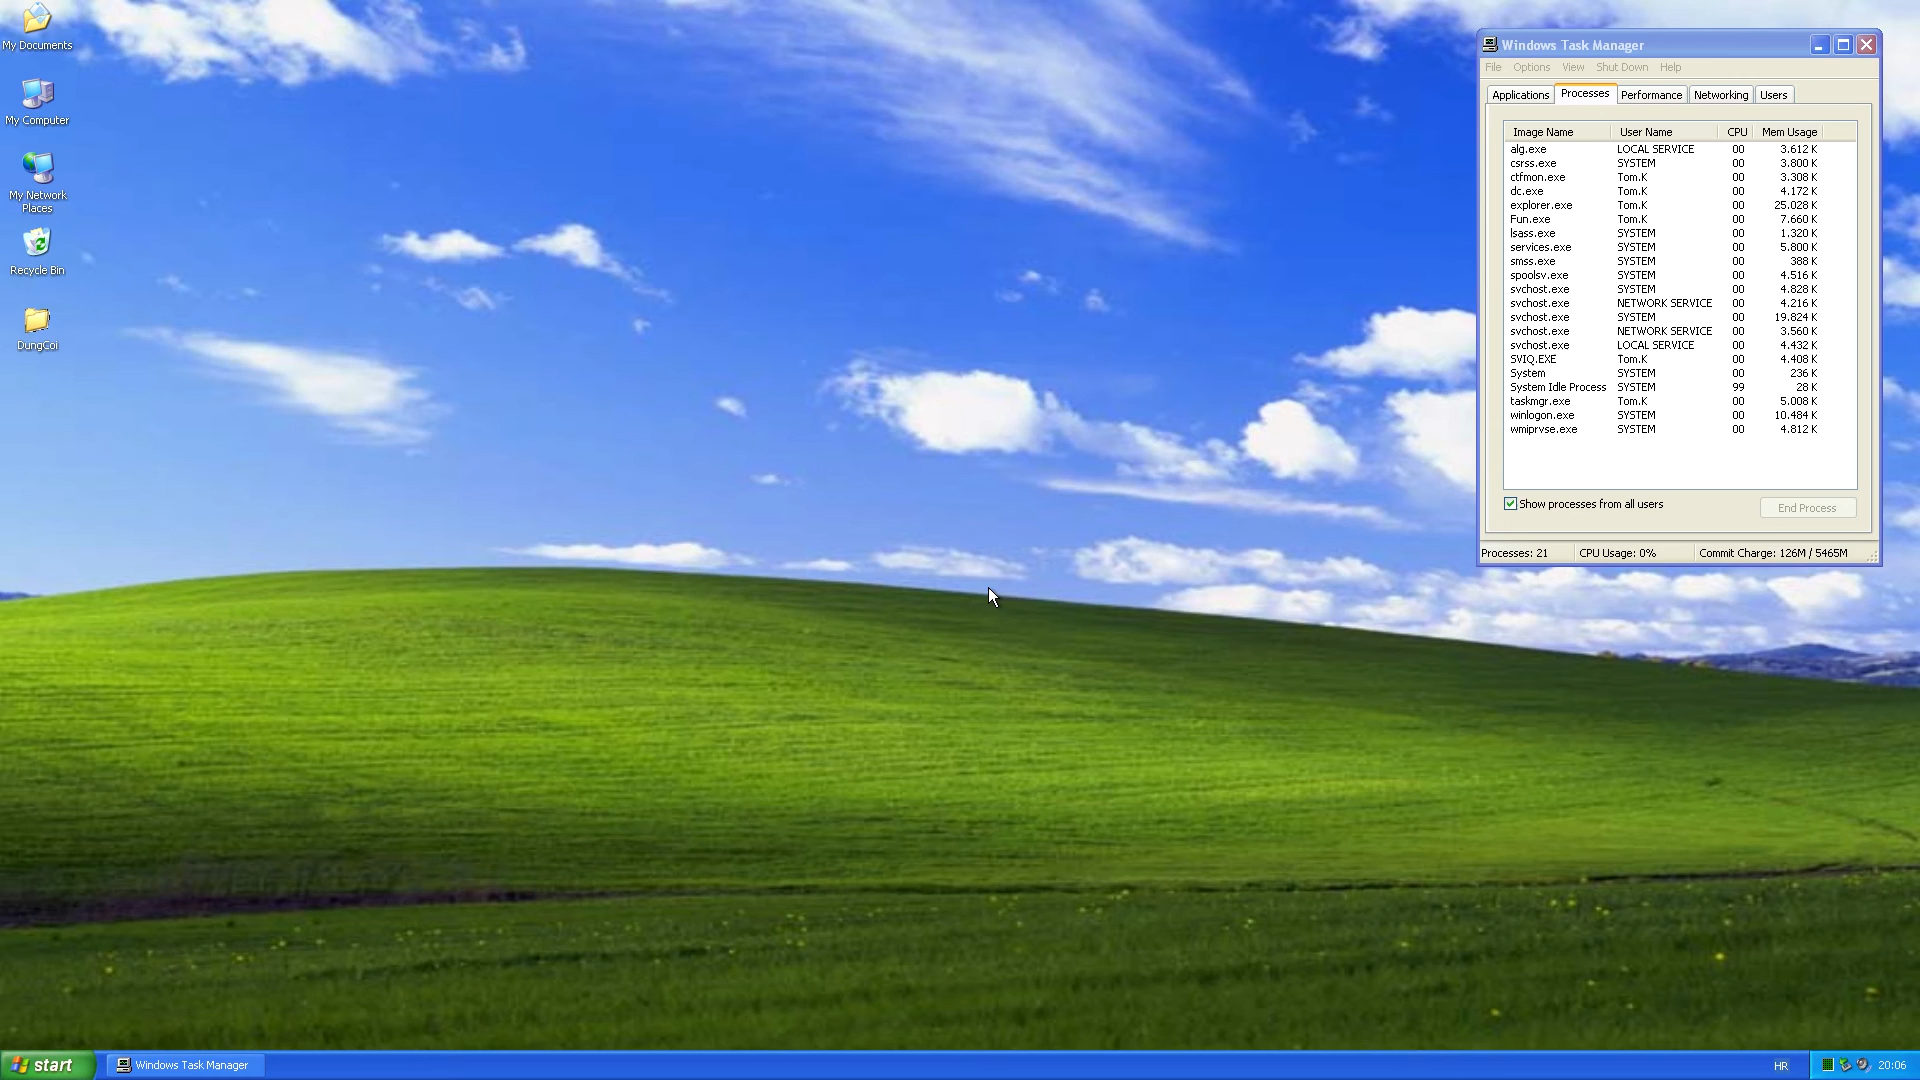 My Documents
My Computer
My Network
Places
Recycle Bin
DungCoi
Windows Task Manager
File Options View Shut Down Help
Applications Processes Performance Networking Users
Image Name User Name CPU Mem Usage
alg.exe LOCAL SERVICE 00 3.612 K
csrss.exe SYSTEM 00 3.800 K
ctfmon.exe Tom.K 00 3.308 K
dc.exe Tom.K 00 4.172 K
explorer.exe Tom.K 00 25.028 K
Fun.exe Tom.K 00 7.660 K
lsass.exe SYSTEM 00 1.320 K
services.exe SYSTEM 00 5.800 K
smss.exe SYSTEM 00 388 K
spoolsv.exe SYSTEM 00 4.516 K
svchost.exe SYSTEM 00 4.828 K
svchost.exe NETWORK SERVICE 00 4.216 K
svchost.exe SYSTEM 00 19.824 K
svchost.exe NETWORK SERVICE 00 3.560 K
svchost.exe LOCAL SERVICE 00 4.432 K
SVIQ.EXE Tom.K 00 4.408 K
System SYSTEM 00 236 K
System Idle Process SYSTEM 99 28 K
taskmgr.exe Tom.K 00 5.008 K
winlogon.exe SYSTEM 00 10.484 K
wmiprvse.exe SYSTEM 00 4.812 K
Show processes from all users End Process
Processes: 21 CPU Usage: 0% Commit Charge: 126M / 5465M
start Windows Task Manager HR 20:06